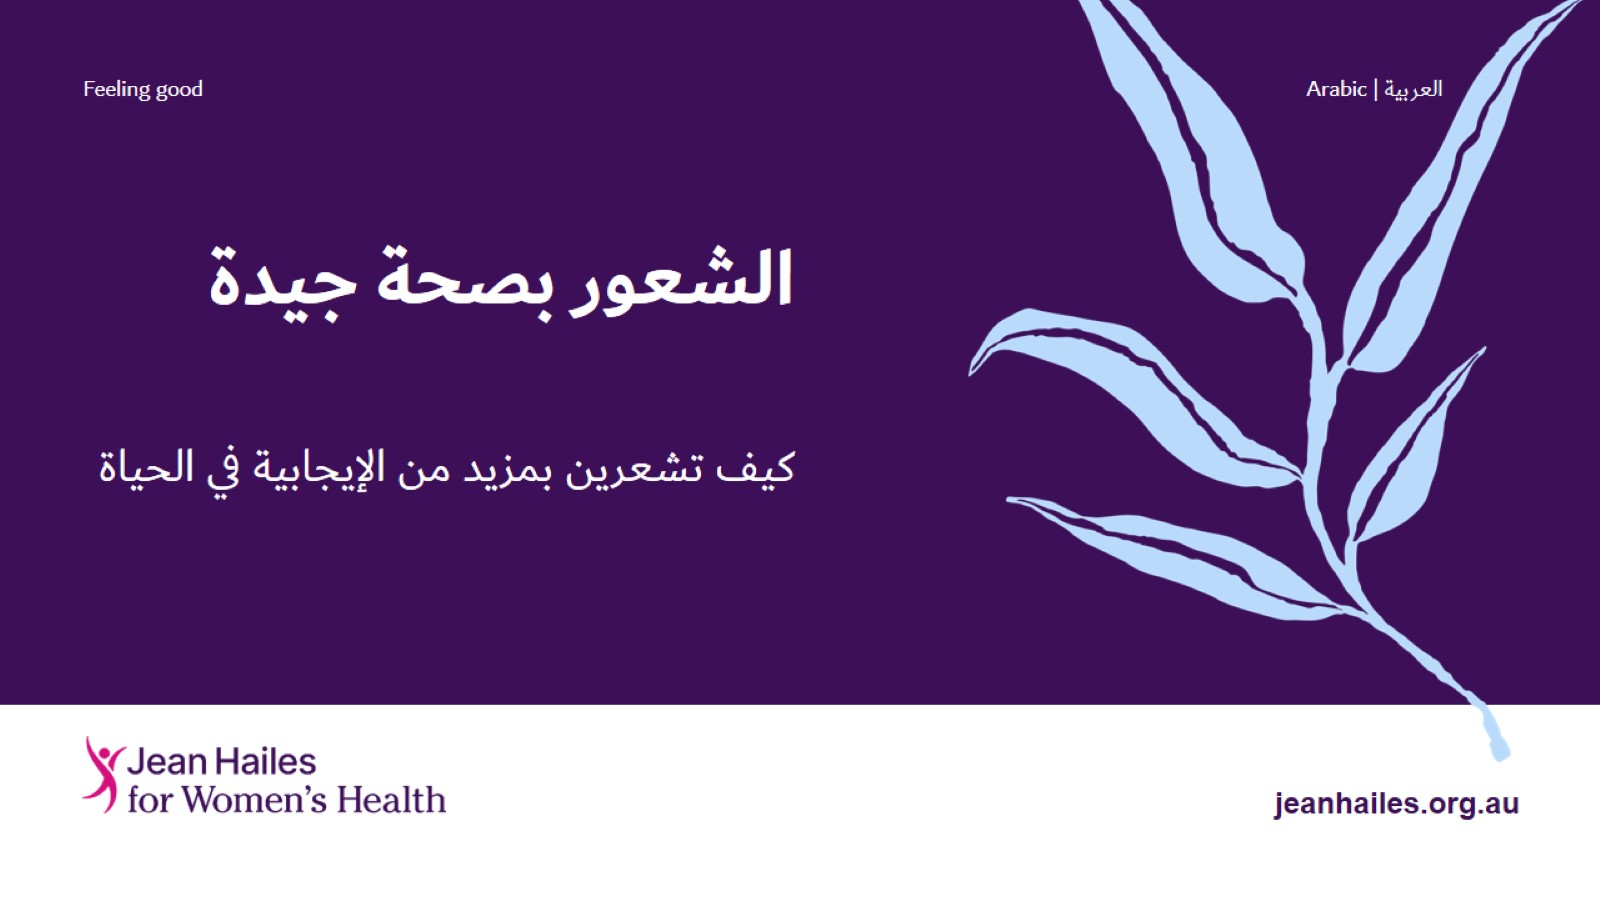 Feeling good
Arabic | العربية
الشعور بصحة جيدة
كيف تشعرين بمزيد من الإيجابية في الحياة
Jean Hailes
for Women's Health
jeanhailes.org.au